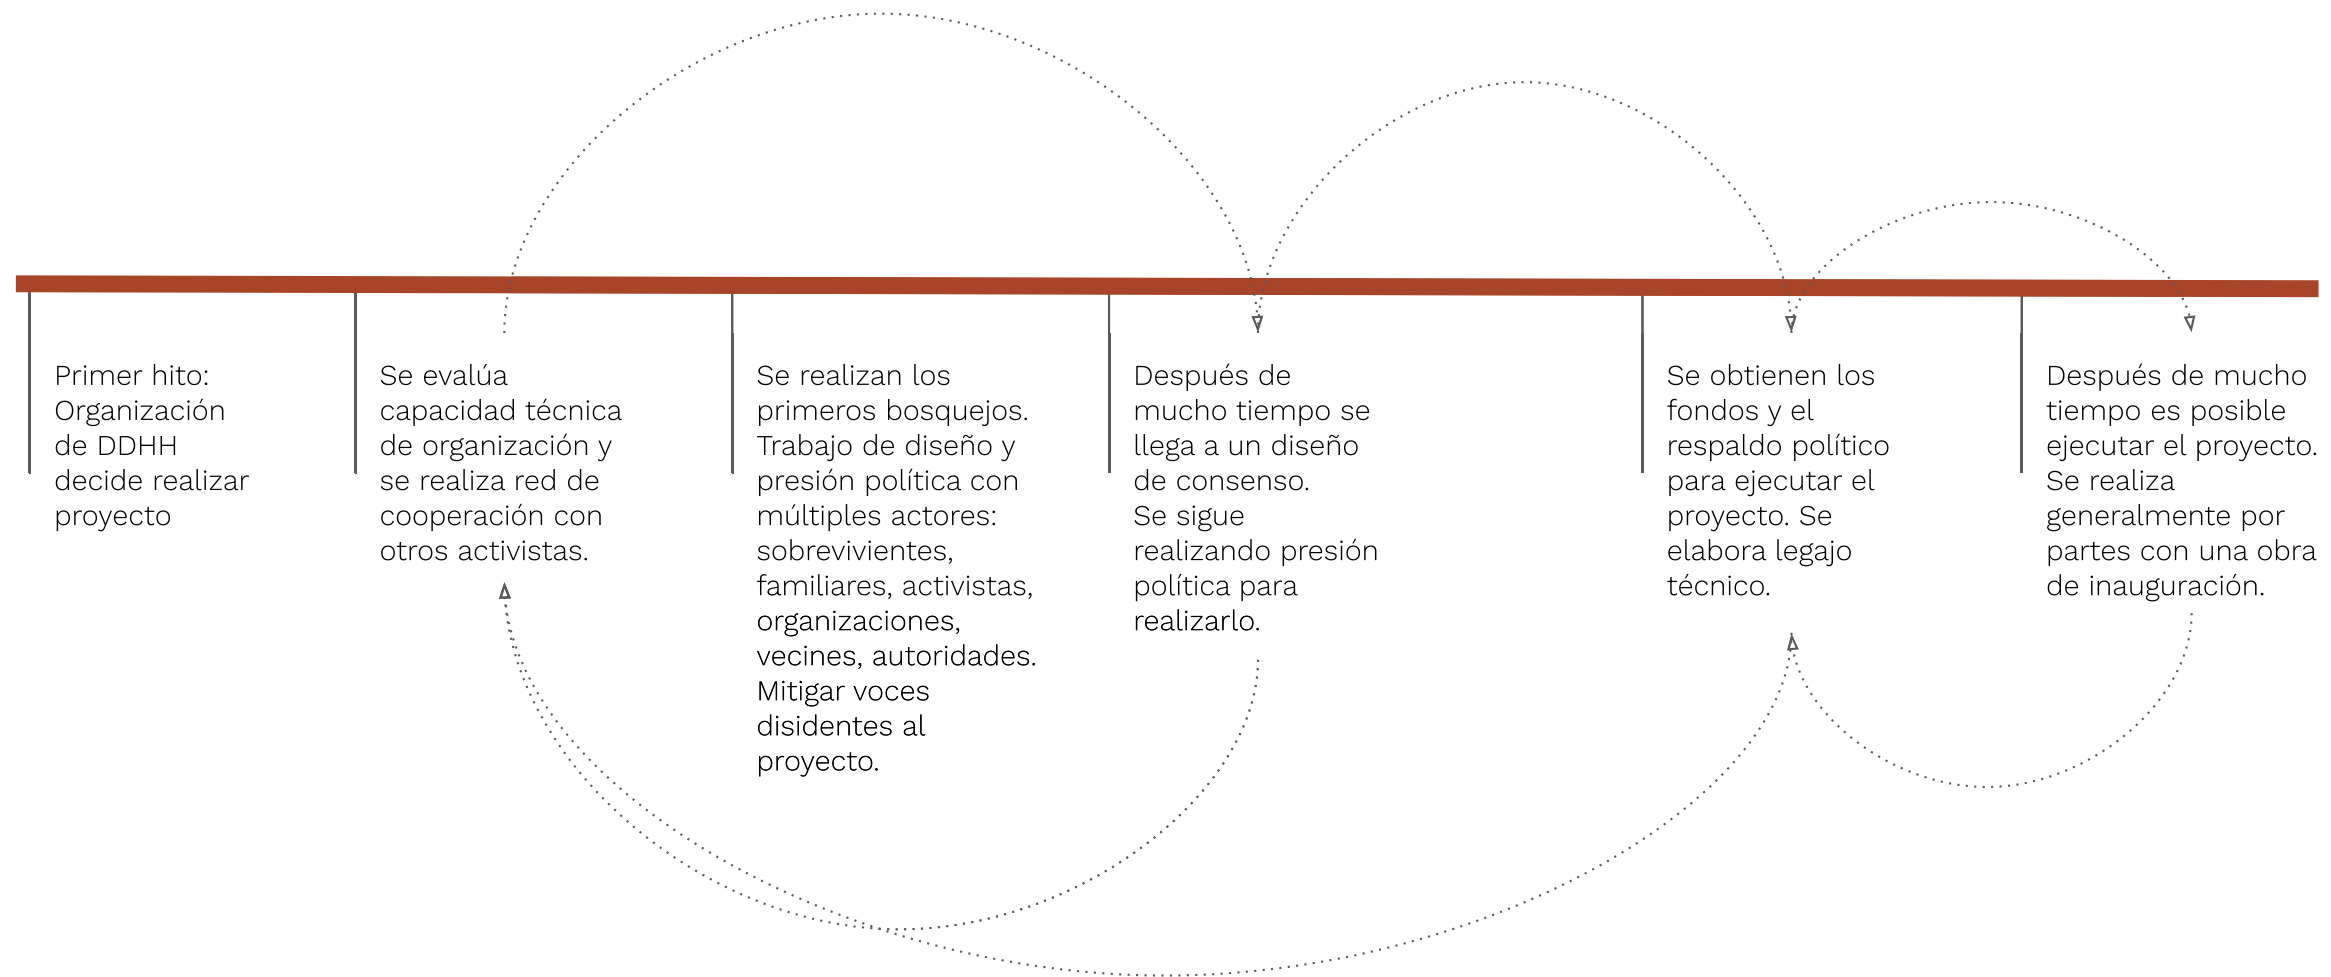 Primer hito:
Organización
de DDHH
decide realizar
proyecto
Se evalúa
capacidad técnica
de organización y
se realiza red de
cooperación con
otros activistas.
Se realizan los
primeros bosquejos.
Trabajo de diseño y
presión política con
múltiples actores:
sobrevivientes,
familiares, activistas,
organizaciones,
vecines, autoridades.
Mitigar voces
disidentes al
proyecto.
Después de
mucho tiempo se
llega a un diseño
de consenso.
Se sigue
realizando presión
política para
realizarlo.
Se obtienen los
fondos y el
respaldo político
para ejecutar el
proyecto. Se
elabora legajo
técnico.
Después de mucho
tiempo es posible
ejecutar el proyecto.
Se realiza
generalmente por
partes con una obra
de inauguración.